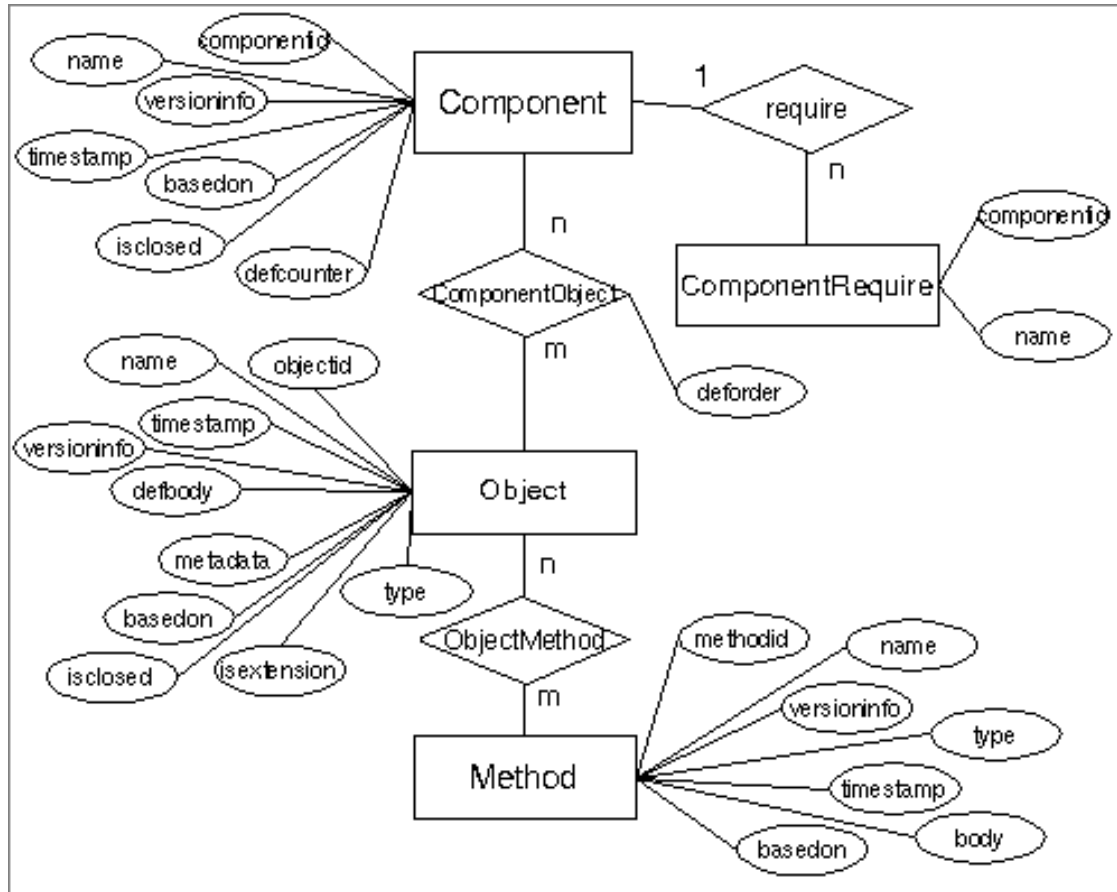 componentid
name
versioninfo
timestamp
basedon
isclosed
defcounter
Component
1
require
n
componentid
ComponentRequire
name
n
ComponentObject
m
deforder
name
objectid
timestamp
versioninfo
defbody
metadata
basedon
isclosed
isextension
type
Object
n
ObjectMethod
m
Method
methodid
name
versioninfo
type
timestamp
body
basedon